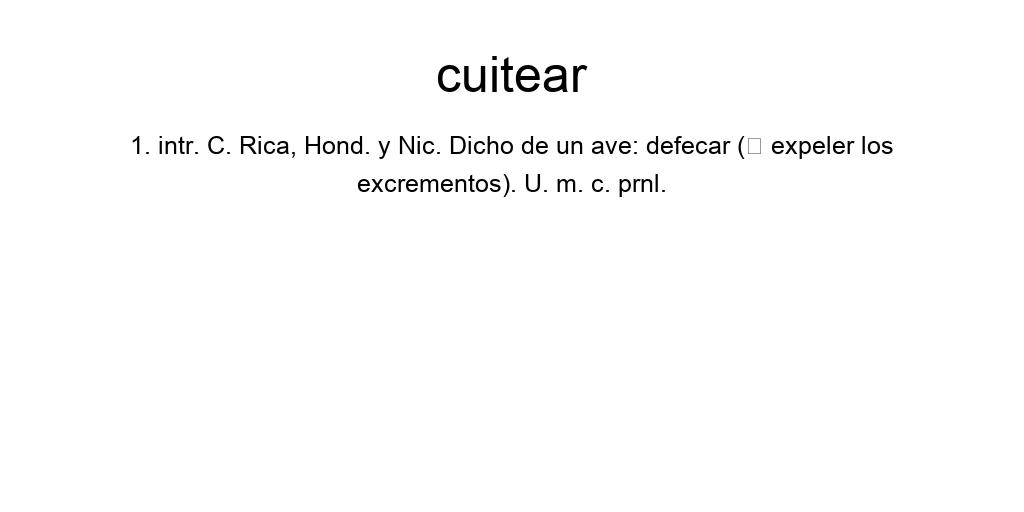 cuitear
1. intr. C. Rica, Hond. y Nic. Dicho de un ave: defecar (□ expeler los
excrementos). U. m. c. prnl.